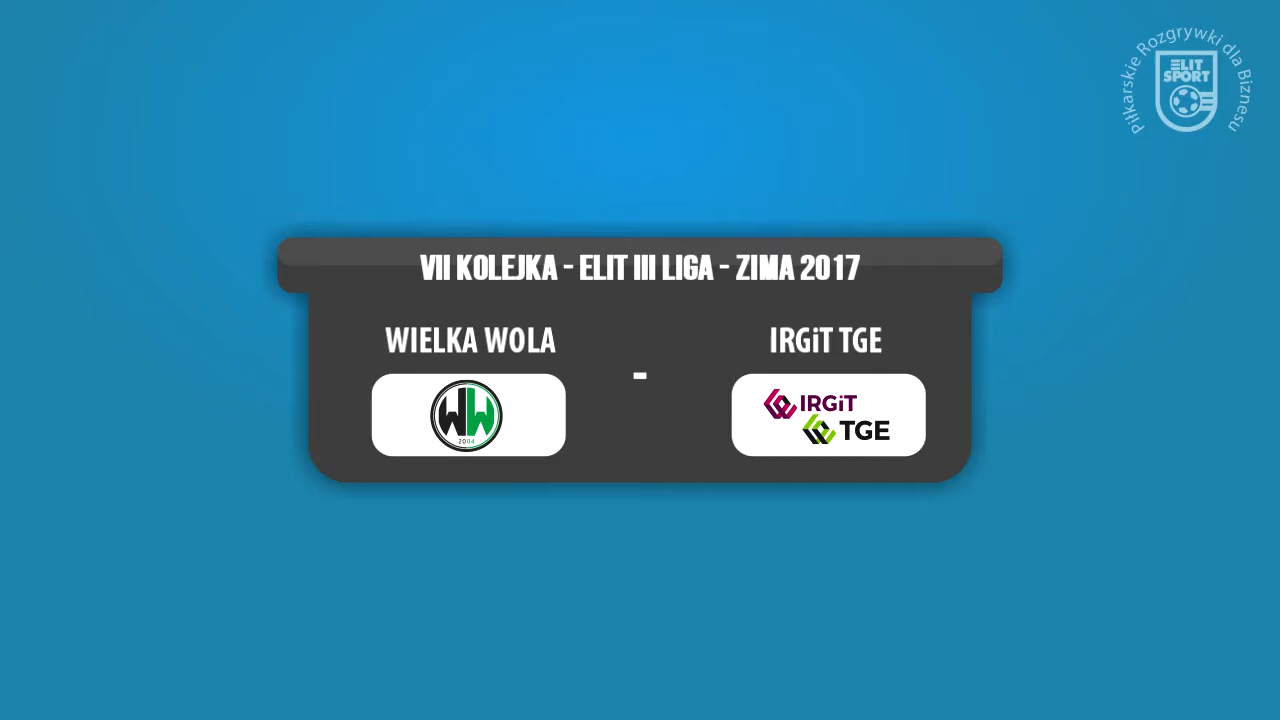 Piłkarskie Rozgrywki dla Biznesu
ELIT
SPORT
VII KOLEJKA - ELIT III LIGA - ZIMA 2017
WIELKA WOLA
-
IRGiT TGE
WW
2004
IRGiT
TGE